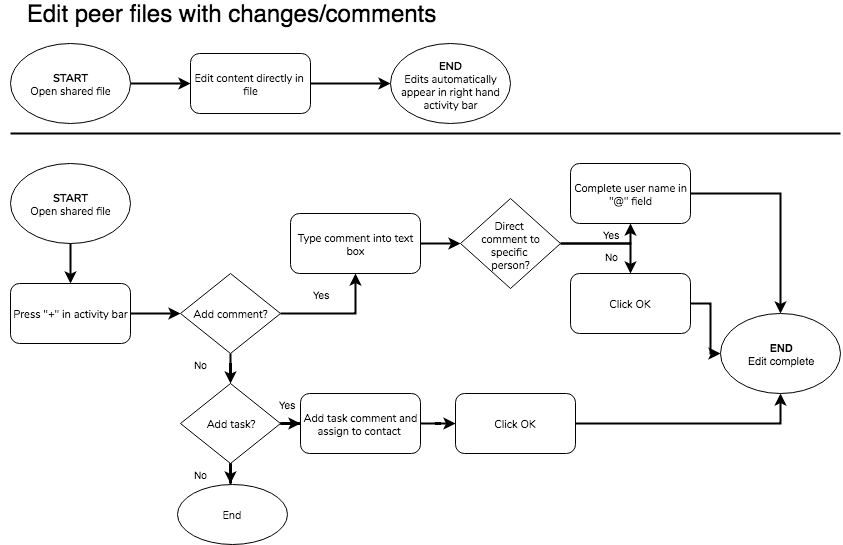 Edit peer files with changes/comments
START
Open shared file
Edit content directly in
file
END
Edits automatically
appear in right hand
activity bar
START
Open shared file
Press "+" in activity bar
Add comment?
Yes
Type comment into text
box
Direct
comment to
specific
person?
Yes
Complete user name in
"@" field
No
Click OK
END
Edit complete
No
Add task?
Yes
Add task comment and
assign to contact
Click OK
No
End